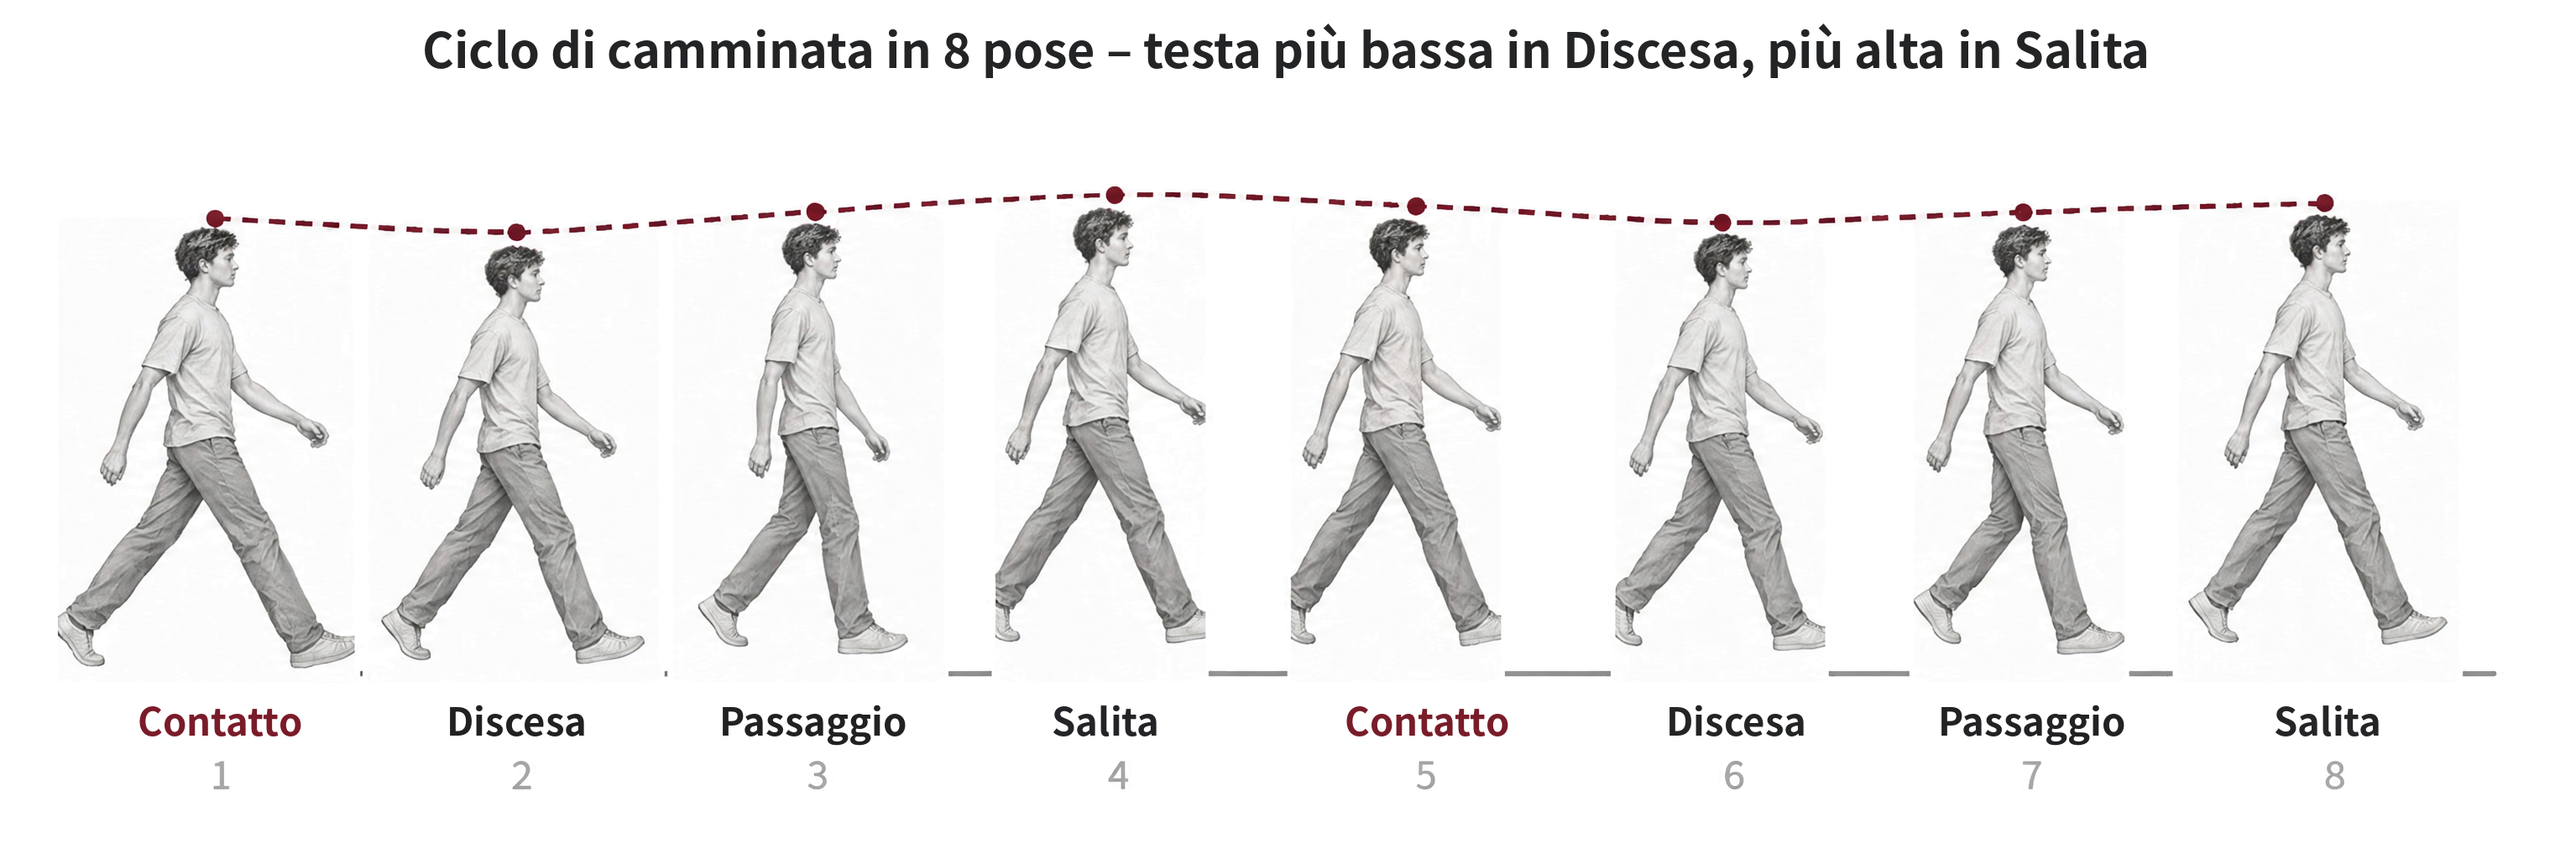 Ciclo di camminata in 8 pose – testa più bassa in Discesa, più alta in Salita
Contatto Discesa Passaggio Salita Contatto Discesa Passaggio Salita
1 2 3 4 5 6 7 8